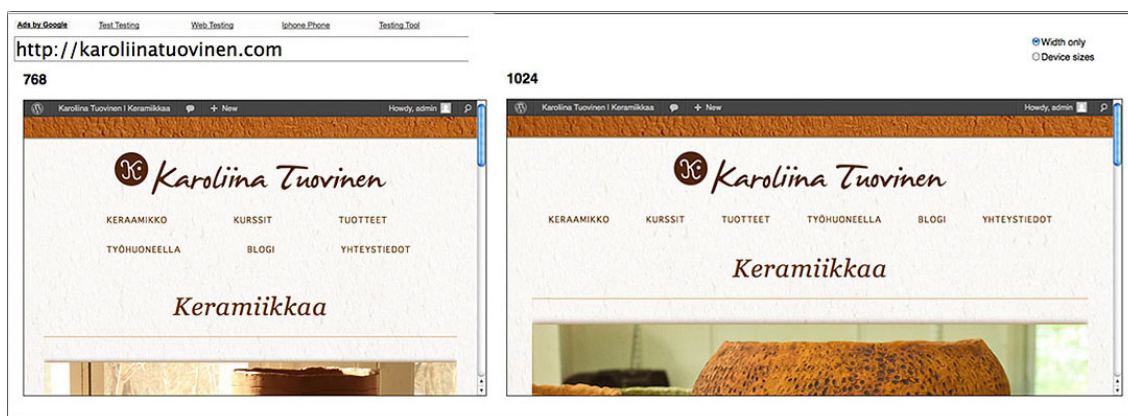 Ads by Google Test Testing Web Testing Iphone Phone Testing Tool
http://karoliinatuovinen.com
Width only
Device sizes
768
Karoliina Tuovinen | Keramiikkaa + New Howdy, admin
K
Karoliina Tuovinen
KERAMIKKO KURSSIT TUOTTEET
TYÖHUONEELLA BLOGI YHTEYSTIEDOT
Keramiikkaa
1024
Karoliina Tuovinen | Keramiikkaa + New Howdy, admin
K
Karoliina Tuovinen
KERAAMIKKO KURSSIT TUOTTEET TYÖHUONEELLA BLOGI YHTEYSTIEDOT
Keramiikkaa